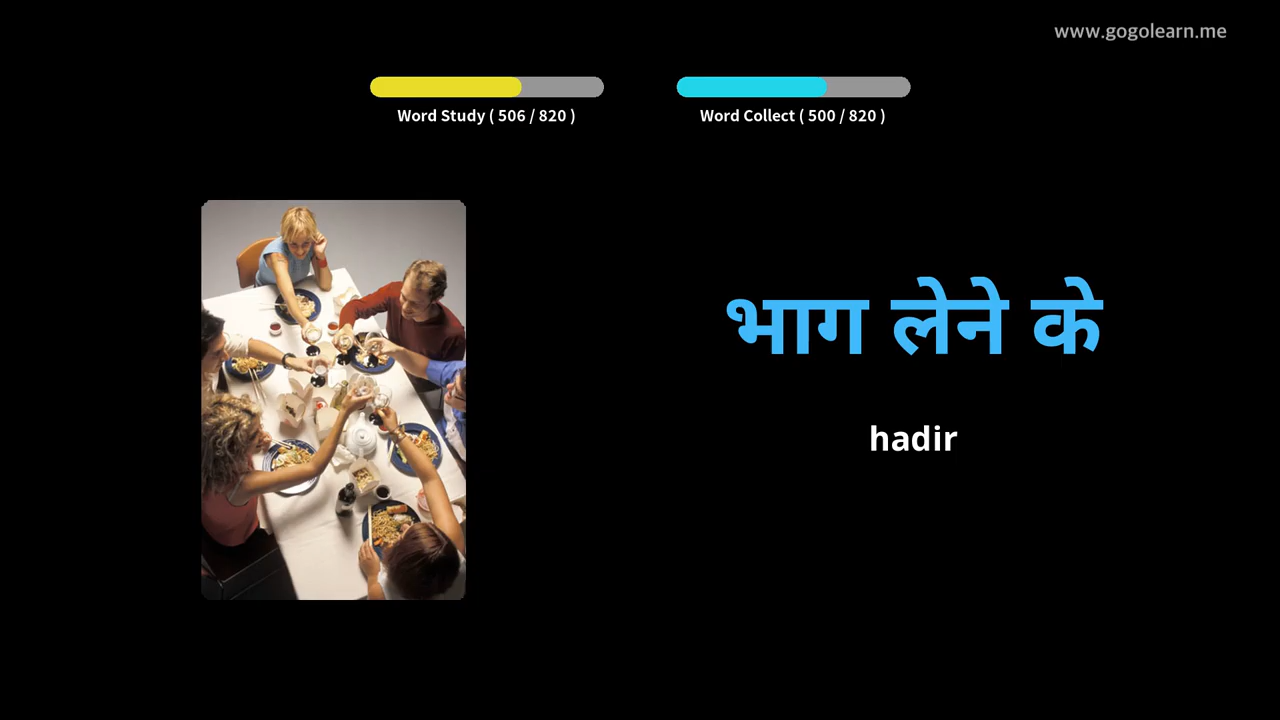 www.gogolearn.me
Word Study ( 506 / 820 )
Word Collect ( 500 / 820 )
भाग लेने के
hadir